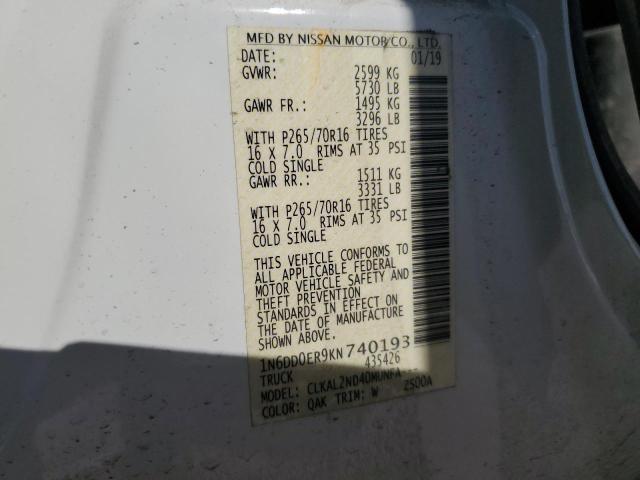 MFD BY NISSAN MOTOR CO., LTD.
DATE: 01/19
GVWR: 2599 KG
5730 LB
GAWR FR.: 1495 KG
3296 LB
WITH P265/70R16 TIRES
16 X 7.0 RIMS AT 35 PSI
COLD SINGLE
GAWR RR.: 1511 KG
3331 LB
WITH P265/70R16 TIRES
16 X 7.0 RIMS AT 35 PSI
COLD SINGLE
THIS VEHICLE CONFORMS TO
ALL APPLICABLE FEDERAL
MOTOR VEHICLE SAFETY AND
THEFT PREVENTION
STANDARDS IN EFFECT ON
THE DATE OF MANUFACTURE
SHOWN ABOVE.
1N6DD0ER9KN740193
TRUCK 435426
MODEL: CLKAL2ND40MUNFA---
COLOR: QAK TRIM: W 2500A